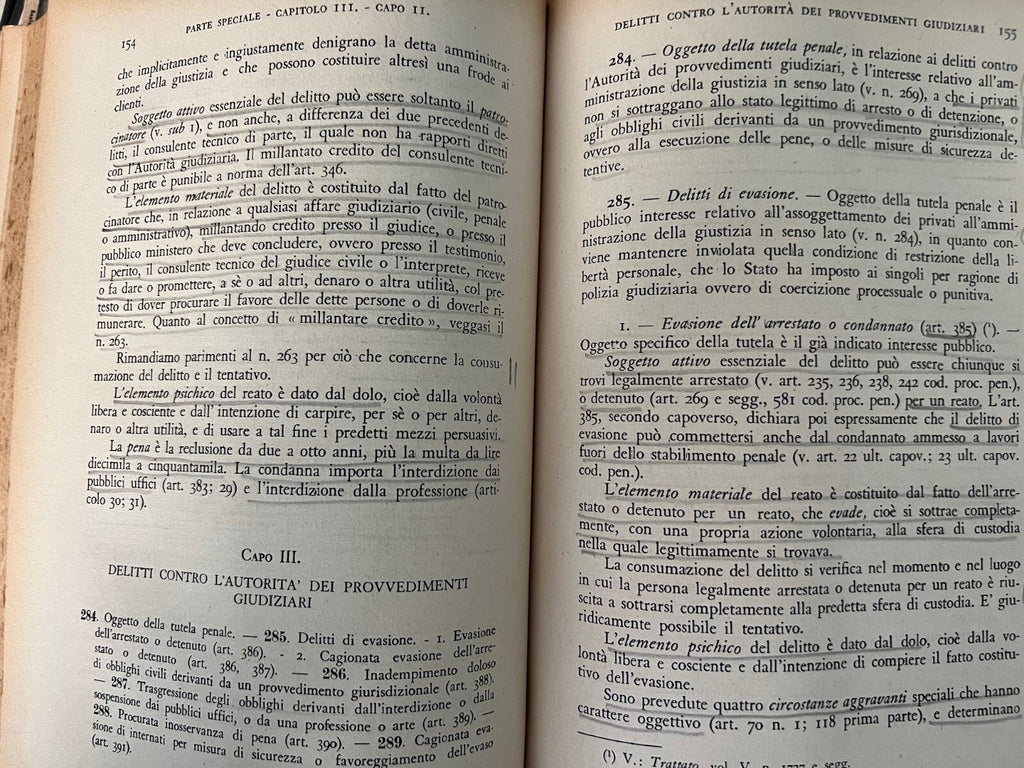 154
PARTE SPECIALE - CAPITOLO III. - CAPO II.
che implicitamente e ingiustamente denigrano la detta amministra-
zione della giustizia e che possono costituire altresì una frode ai
clienti.
Soggetto attivo essenziale del delitto può essere soltanto il patro-
cinatore (v. sub 1), e non anche, a differenza dei due precedenti de-
litti, il consulente tecnico di parte, il quale non ha rapporti diretti
con l'Autorità giudiziaria. Il millantato credito del consulente tecni-
co di parte è punibile a norma dell'art. 346.
L'elemento materiale del delitto è costituito dal fatto del patro-
cinatore che, in relazione a qualsiasi affare giudiziario (civile, penale
o amministrativo), millantando credito presso il giudice, o presso il
pubblico ministero che deve concludere, ovvero presso il testimonio,
il perito, il consulente tecnico del giudice civile o l'interprete, riceve
o fa dare o promettere, a sè o ad altri, denaro o altra utilità, col pre-
testo di dover procurare il favore delle dette persone o di doverle ri-
munerare. Quanto al concetto di « millantare credito », veggasi il
n. 263.
Rimandiamo parimenti al n. 263 per ciò che concerne la consu-
mazione del delitto e il tentativo.
L'elemento psichico del reato è dato dal dolo, cioè dalla volontà
libera e cosciente e dall' intenzione di carpire, per sè o per altri, de-
naro o altra utilità, e di usare a tal fine i predetti mezzi persuasivi.
La pena è la reclusione da due a otto anni, più la multa da lire
diecimila a cinquantamila. La condanna importa l'interdizione dai
pubblici uffici (art. 383; 29) e l'interdizione dalla professione (arti-
colo 30; 31).
CAPO III.
DELITTI CONTRO L'AUTORITA' DEI PROVVEDIMENTI
GIUDIZIARI
284. Oggetto della tutela penale. — 285. Delitti di evasione. - 1. Evasione
dell'arrestato o detenuto (art. 386). - 2. Cagionata evasione dell'arre-
stato o detenuto (art. 386, 387). — 286. Inadempimento doloso
di obblighi civili derivanti da un provvedimento giurisdizionale (art. 388).
— 287. Trasgressione degli obblighi derivanti dall'interdizione o dalla
sospensione dai pubblici uffici, o da una professione o arte (art. 389). —
288. Procurata inosservanza di pena (art. 390). — 289. Cagionata eva-
sione di internati per misura di sicurezza o favoreggiamento dell'evaso
(art. 391).
DELITTI CONTRO L'AUTORITÀ DEI PROVVEDIMENTI GIUDIZIARI 155
284. — Oggetto della tutela penale, in relazione ai delitti contro
l'Autorità dei provvedimenti giudiziari, è l'interesse relativo all'am-
ministrazione della giustizia in senso lato (v. n. 269), a che i privati
non si sottraggano allo stato legittimo di arresto o di detenzione, o
agli obblighi civili derivanti da un provvedimento giurisdizionale,
ovvero alla esecuzione delle pene, o delle misure di sicurezza de-
tentive.
285. — Delitti di evasione. — Oggetto della tutela penale è il
pubblico interesse relativo all'assoggettamento dei privati all'ammi-
nistrazione della giustizia in senso lato (v. n. 284), in quanto con-
viene mantenere inviolata quella condizione di restrizione della li-
bertà personale, che lo Stato ha imposto ai singoli per ragione di
polizia giudiziaria ovvero di coercizione processuale o punitiva.
1. — Evasione dell' arrestato o condannato (art. 385) (¹). —
Oggetto specifico della tutela è il già indicato interesse pubblico.
Soggetto attivo essenziale del delitto può essere chiunque si
trovi legalmente arrestato (v. art. 235, 236, 238, 242 cod. proc. pen.),
o detenuto (art. 269 e segg., 581 cod. proc. pen.) per un reato. L'art.
385, secondo capoverso, dichiara poi espressamente che il delitto di
evasione può commettersi anche dal condannato ammesso a lavori
fuori dello stabilimento penale (v. art. 22 ult. capov.; 23 ult. capov.
cod. pen.).
L'elemento materiale del reato è costituito dal fatto dell'arre-
stato o detenuto per un reato, che evade, cioè si sottrae completa-
mente, con una propria azione volontaria, alla sfera di custodia
nella quale legittimamente si trovava.
La consumazione del delitto si verifica nel momento e nel luogo
in cui la persona legalmente arrestata o detenuta per un reato è riu-
scita a sottrarsi completamente alla predetta sfera di custodia. E' giu-
ridicamente possibile il tentativo.
L'elemento psichico del delitto è dato dal dolo, cioè dalla vo-
lontà libera e cosciente e dall'intenzione di compiere il fatto costitu-
tivo dell'evasione.
Sono prevedute quattro circostanze aggravanti speciali che hanno
carattere oggettivo (art. 70 n. 1; 118 prima parte), e determinano
(¹) V.: Trattato, vol. V, n.